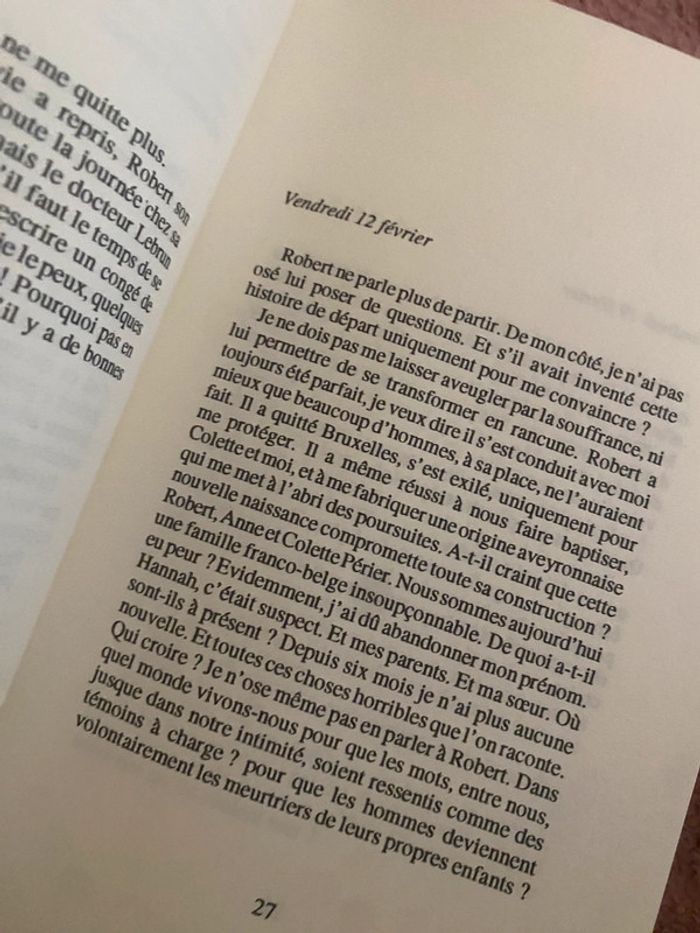 ne me quitte plus.
vie a repris, Robert son
toute la journée chez sa
mais le docteur Lebrun
'il faut le temps de se
escrire un congé de
je le peux, quelques
! Pourquoi pas en
'il y a de bonnes
Vendredi 12 février
Robert ne parle plus de partir. De mon côté, je n'ai pas
osé lui poser de questions. Et s'il avait inventé cette
histoire de départ uniquement pour me convaincre ?
Je ne dois pas me laisser aveugler par la souffrance, ni
lui permettre de se transformer en rancune. Robert a
toujours été parfait, je veux dire il s'est conduit avec moi
mieux que beaucoup d'hommes, à sa place, ne l'auraient
fait. Il a quitté Bruxelles, s'est exilé, uniquement pour
me protéger. Il a même réussi à nous faire baptiser,
Colette et moi, et à me fabriquer une origine aveyronnaise
qui me met à l'abri des poursuites. A-t-il craint que cette
nouvelle naissance compromette toute sa construction ?
Robert, Anne et Colette Périer. Nous sommes aujourd'hui
une famille franco-belge insoupçonnable. De quoi a-t-il
eu peur ? Evidemment, j'ai dû abandonner mon prénom.
Hannah, c'était suspect. Et mes parents. Et ma sœur. Où
sont-ils à présent ? Depuis six mois je n'ai plus aucune
nouvelle. Et toutes ces choses horribles que l'on raconte.
Qui croire ? Je n'ose même pas en parler à Robert. Dans
quel monde vivons-nous pour que les mots, entre nous,
jusque dans notre intimité, soient ressentis comme des
témoins à charge ? pour que les hommes deviennent
volontairement les meurtriers de leurs propres enfants ?
27